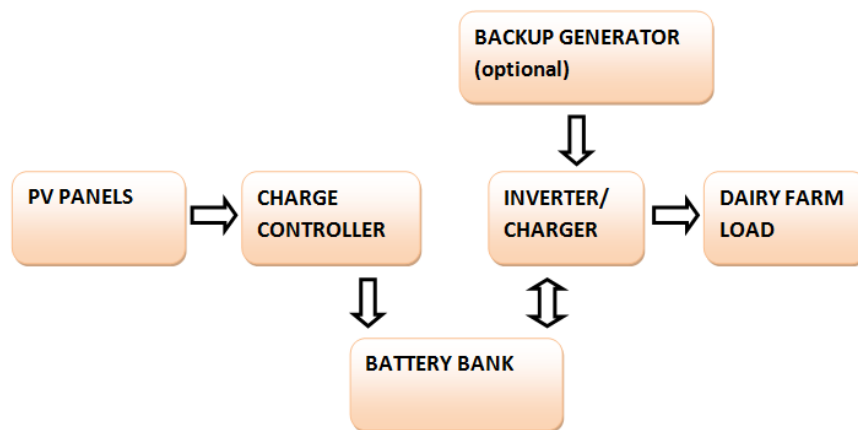 BACKUP GENERATOR
(optional)
PV PANELS
CHARGE
CONTROLLER
INVERTER/
CHARGER
DAIRY FARM
LOAD
BATTERY BANK